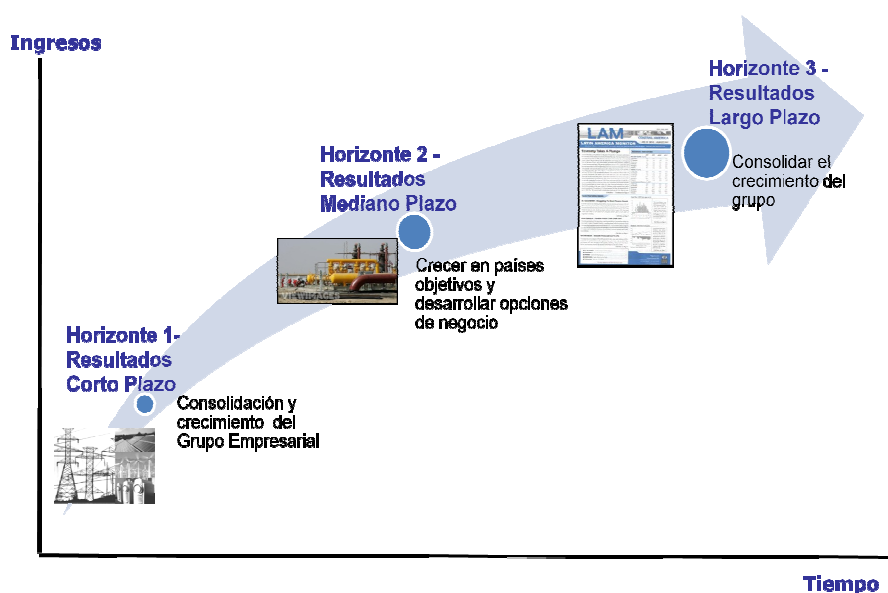 Ingresos
Horizonte 3 -
Resultados
Largo Plazo
LAM
LATIN AMERICA MONITOR
Consolidar el
crecimiento del
grupo
Horizonte 2 -
Resultados
Mediano Plazo
Crecer en países
objetivos y
desarrollar opciones
de negocio
Horizonte 1-
Resultados
Corto Plazo
Consolidación y
crecimiento del
Grupo Empresarial
Tiempo